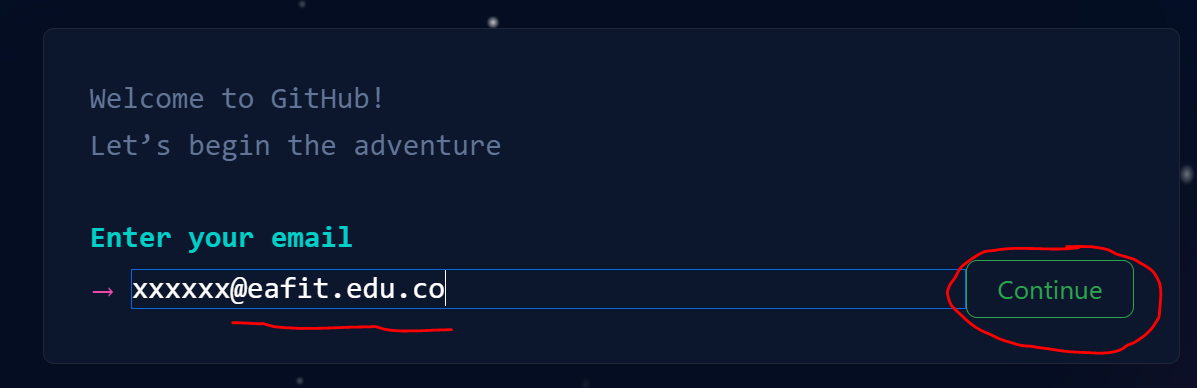 Welcome to GitHub!
Let’s begin the adventure
Enter your email
→ xxxxxx@eafit.edu.co Continue